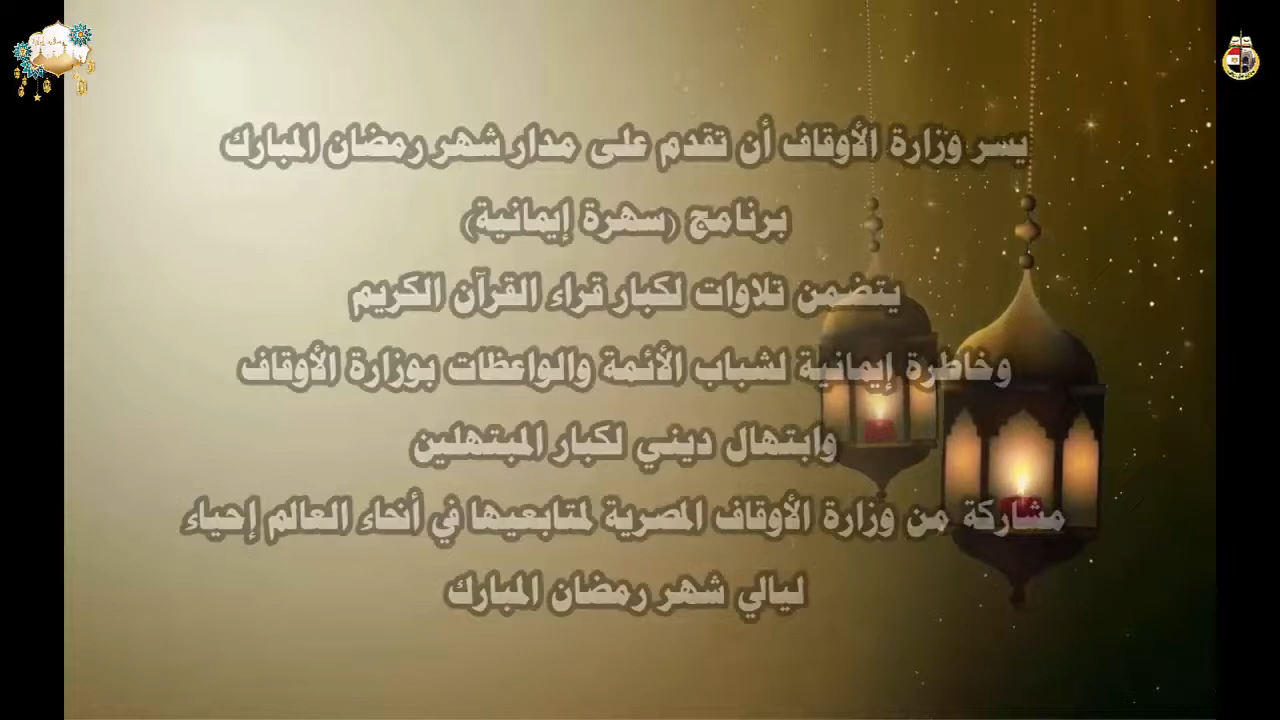 يسر وزارة الأوقاف أن تقدم على مدار شهر رمضان المبارك
برنامج (سهرة إيمانية)
يتضمن تلاوات لكبار قراء القرآن الكريم
وخاطرة إيمانية لشباب الأئمة والواعظات بوزارة الأوقاف
وابتهال ديني لكبار المبتهلين
مشاركة من وزارة الأوقاف المصرية لمتابعيها في أنحاء العالم إحياء
ليالي شهر رمضان المبارك